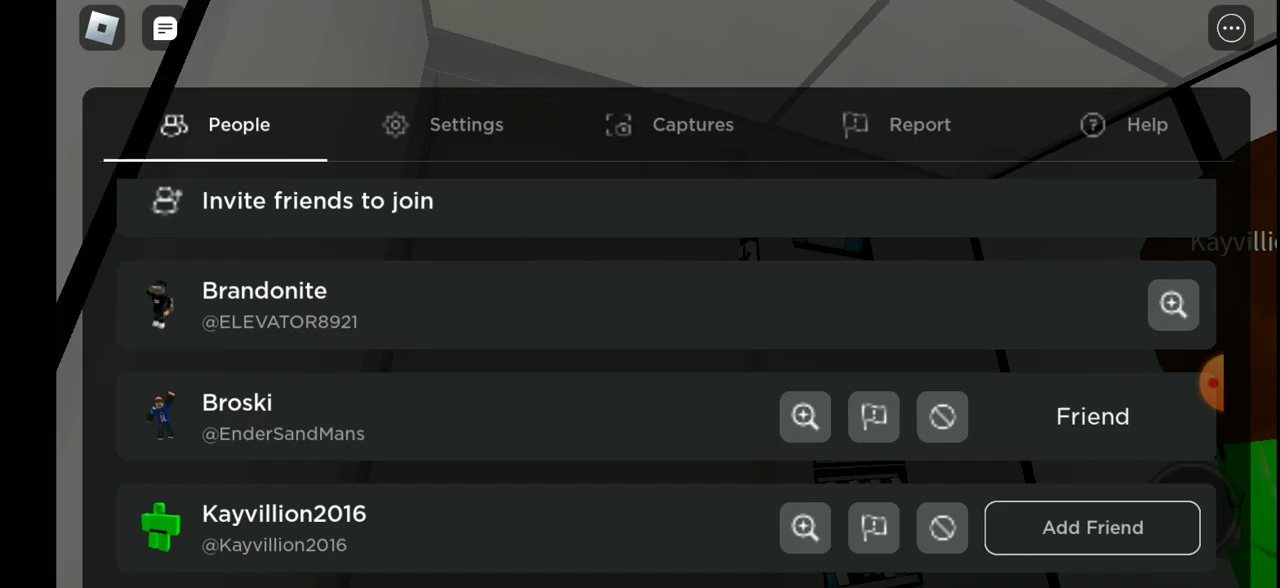 People
Settings
Captures
Report
Help
Invite friends to join
Brandonite
@ELEVATOR8921
Broski
@EnderSandMans
Friend
Kayvillion2016
@Kayvillion2016
Add Friend